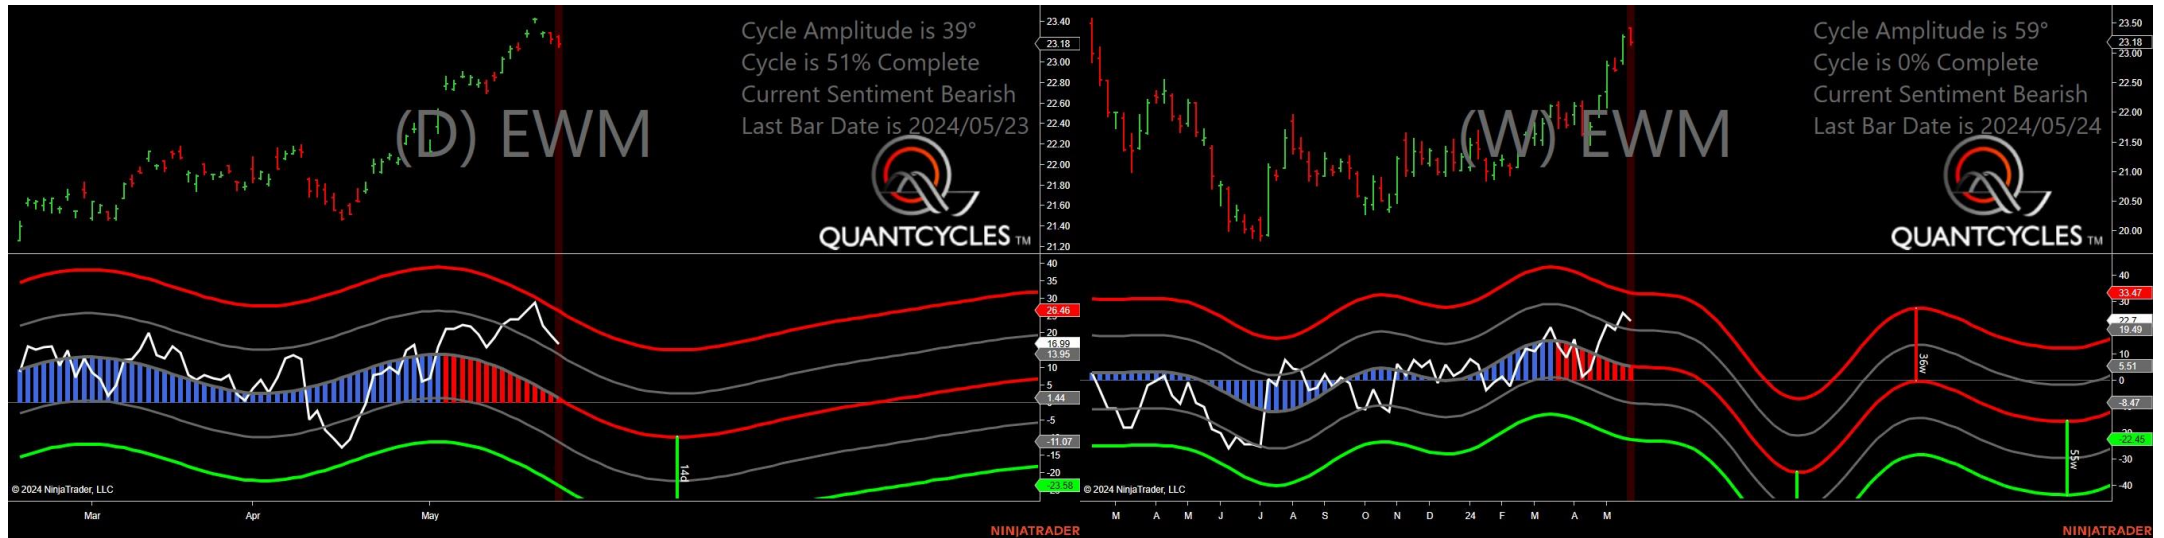 Cycle Amplitude is 39°
Cycle is 51% Complete
Current Sentiment Bearish
Last Bar Date is 2024/05/23
(D) EWM
QUANTCYCLES TM
23.40
23.18
23.00
22.80
22.60
22.40
22.20
22.00
21.80
21.60
21.40
21.20
40
35
30
26.46
20
16.99
13.95
10
5
1.44
-5
-11.07
-15
-20
-23.58
14d
© 2024 NinjaTrader, LLC
Mar
Apr
May
NINJATRADER
Cycle Amplitude is 59°
Cycle is 0% Complete
Current Sentiment Bearish
Last Bar Date is 2024/05/24
(W) EWM
QUANTCYCLES TM
23.50
23.18
23.00
22.50
22.00
21.50
21.00
20.50
20.00
40
33.47
30
22.7
19.49
10
5.51
0
-8.47
-22.45
-30
-40
36w
55w
© 2024 NinjaTrader, LLC
M A M J J A S O N D 24 F M A M
NINJATRADER